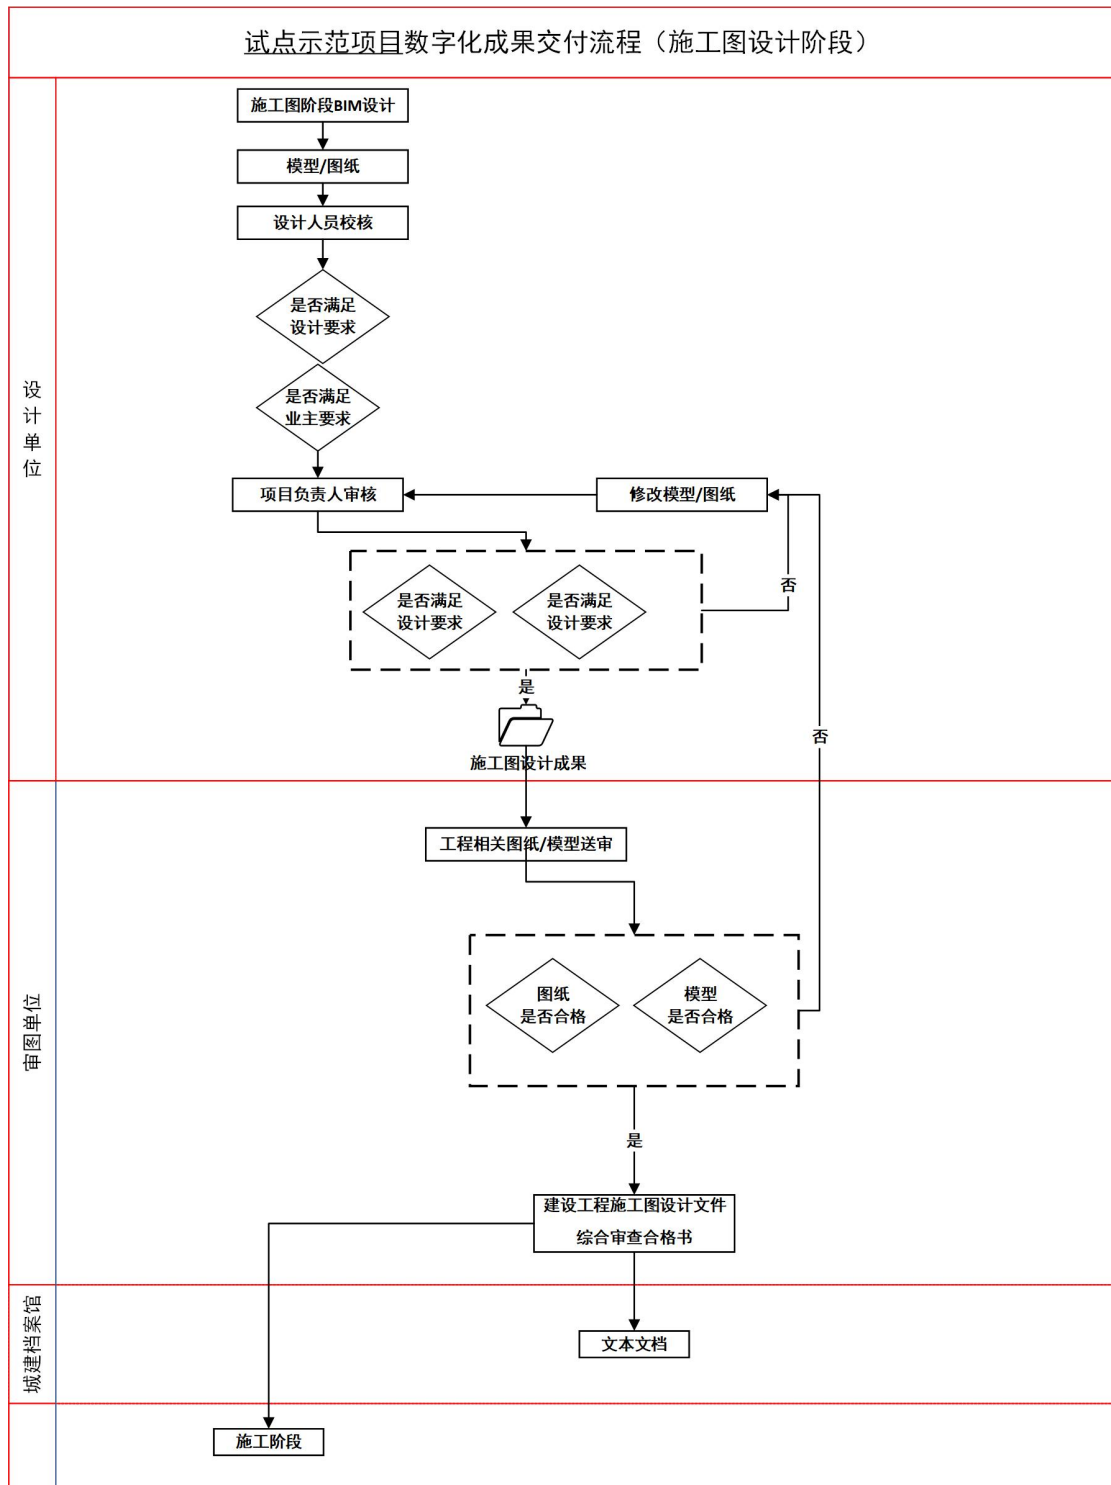 试点示范项目数字化成果交付流程（施工图设计阶段）
设计单位
施工图阶段BIM设计
模型/图纸
设计人员校核
是否满足
设计要求
是否满足
业主要求
项目负责人审核
修改模型/图纸
是否满足
设计要求
是否满足
设计要求
否
是
施工图设计成果
否
审图单位
工程相关图纸/模型送审
图纸
是否合格
模型
是否合格
是
建设工程施工图设计文件
综合审查合格书
城建档案馆
文本文档
施工阶段